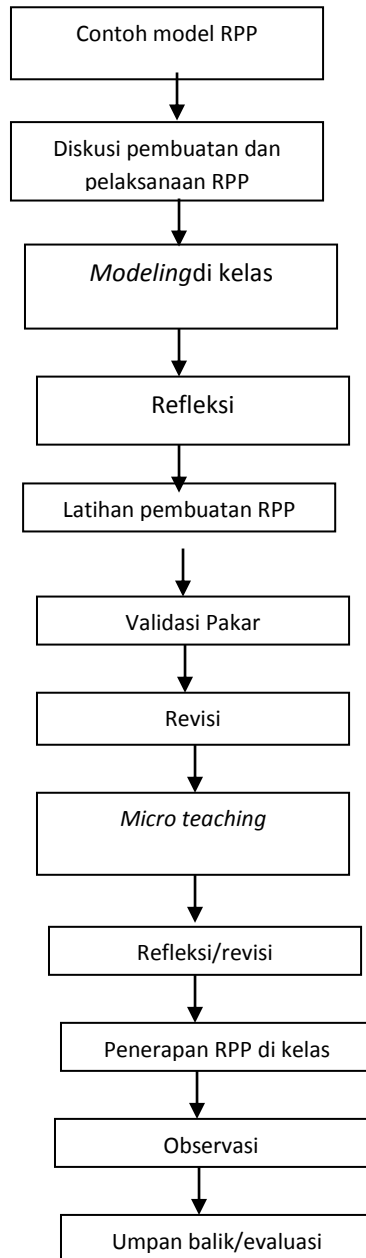 Contoh model RPP
Diskusi pembuatan dan
pelaksanaan RPP
Modelingdi kelas
Refleksi
Latihan pembuatan RPP
Validasi Pakar
Revisi
Micro teaching
Refleksi/revisi
Penerapan RPP di kelas
Observasi
Umpan balik/evaluasi